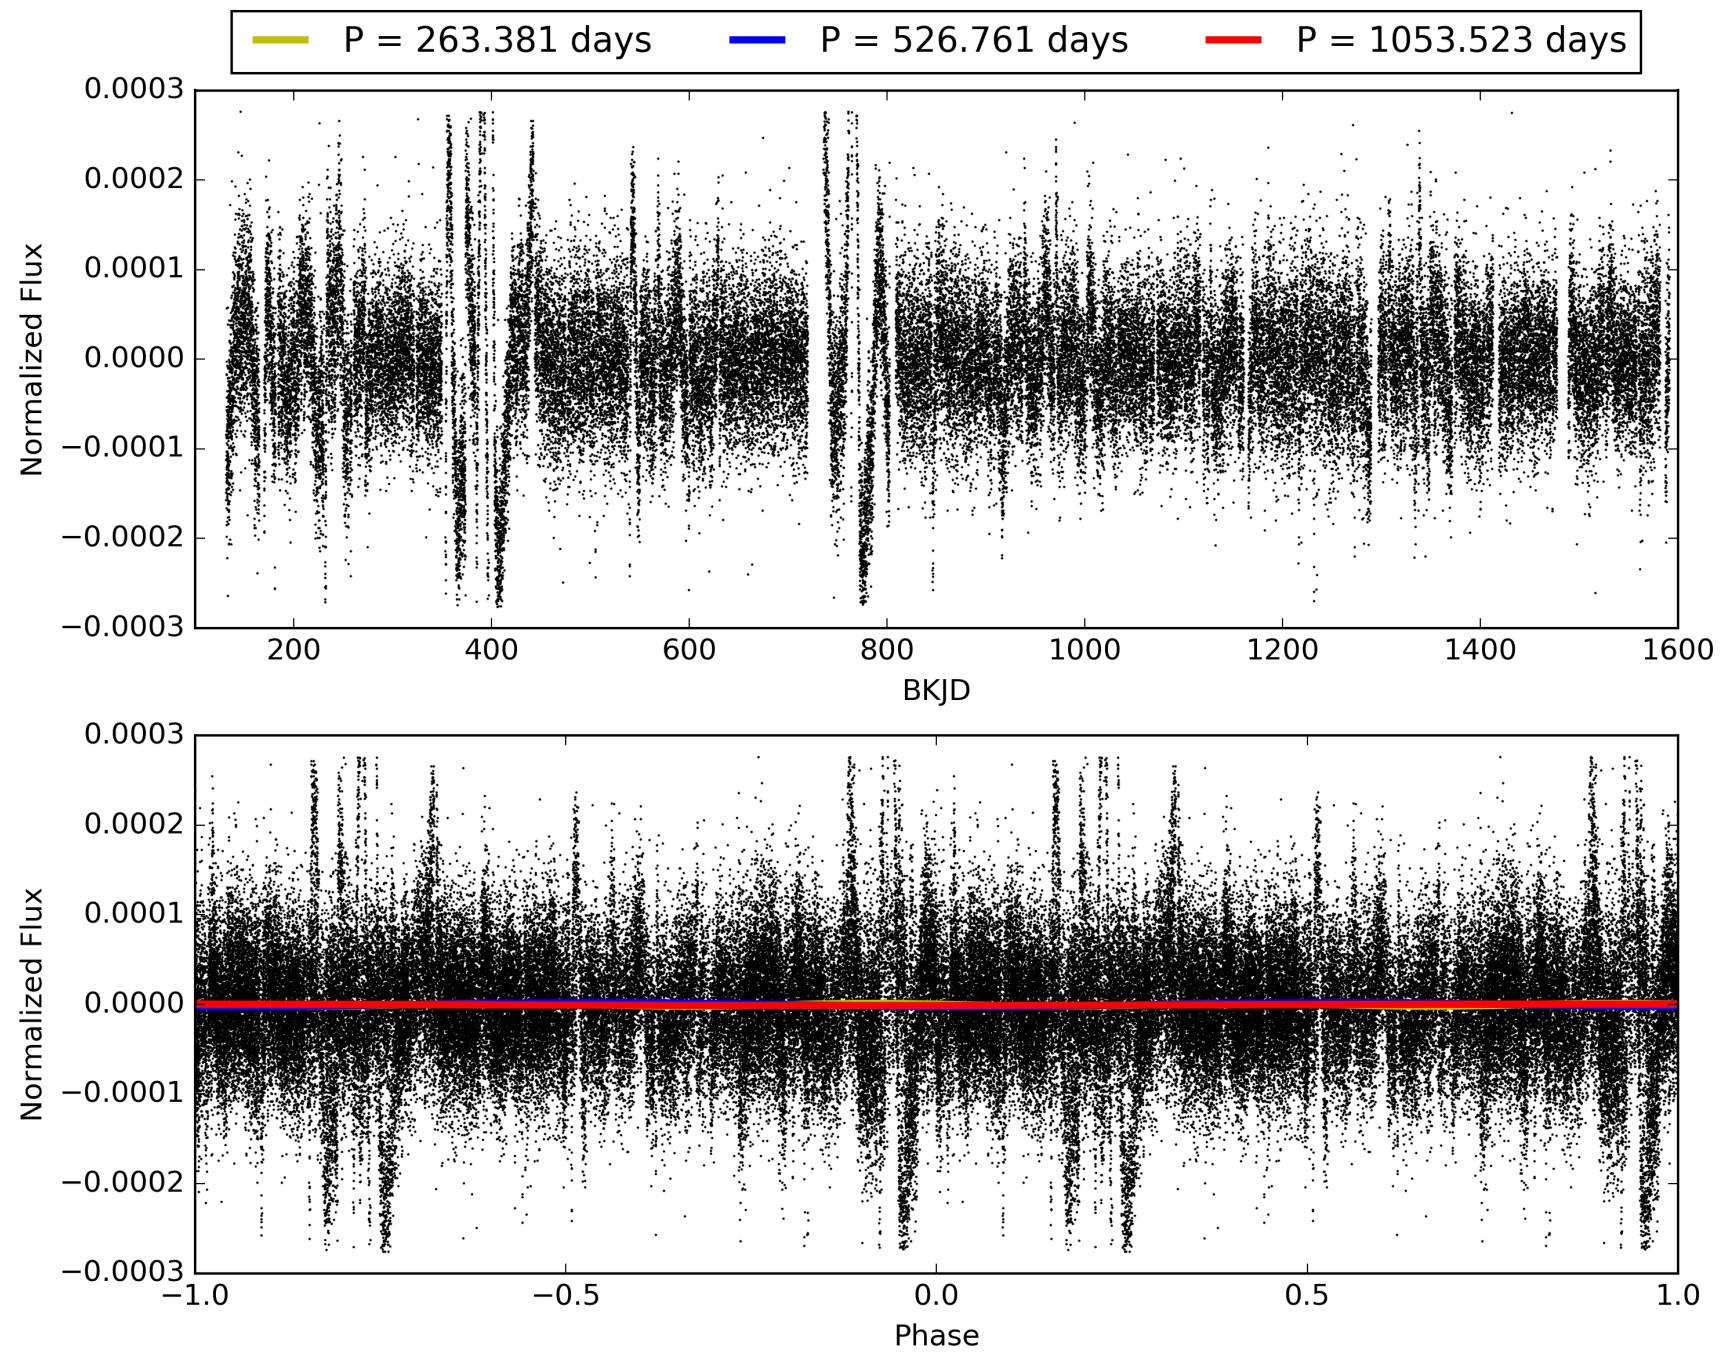 P = 263.381 days P = 526.761 days P = 1053.523 days
0.0003
0.0002
0.0001
0.0000
−0.0001
−0.0002
−0.0003
Normalized Flux
200 400 600 800 1000 1200 1400 1600
BKJD
0.0003
0.0002
0.0001
0.0000
−0.0001
−0.0002
−0.0003
Normalized Flux
−1.0 −0.5 0.0 0.5 1.0
Phase